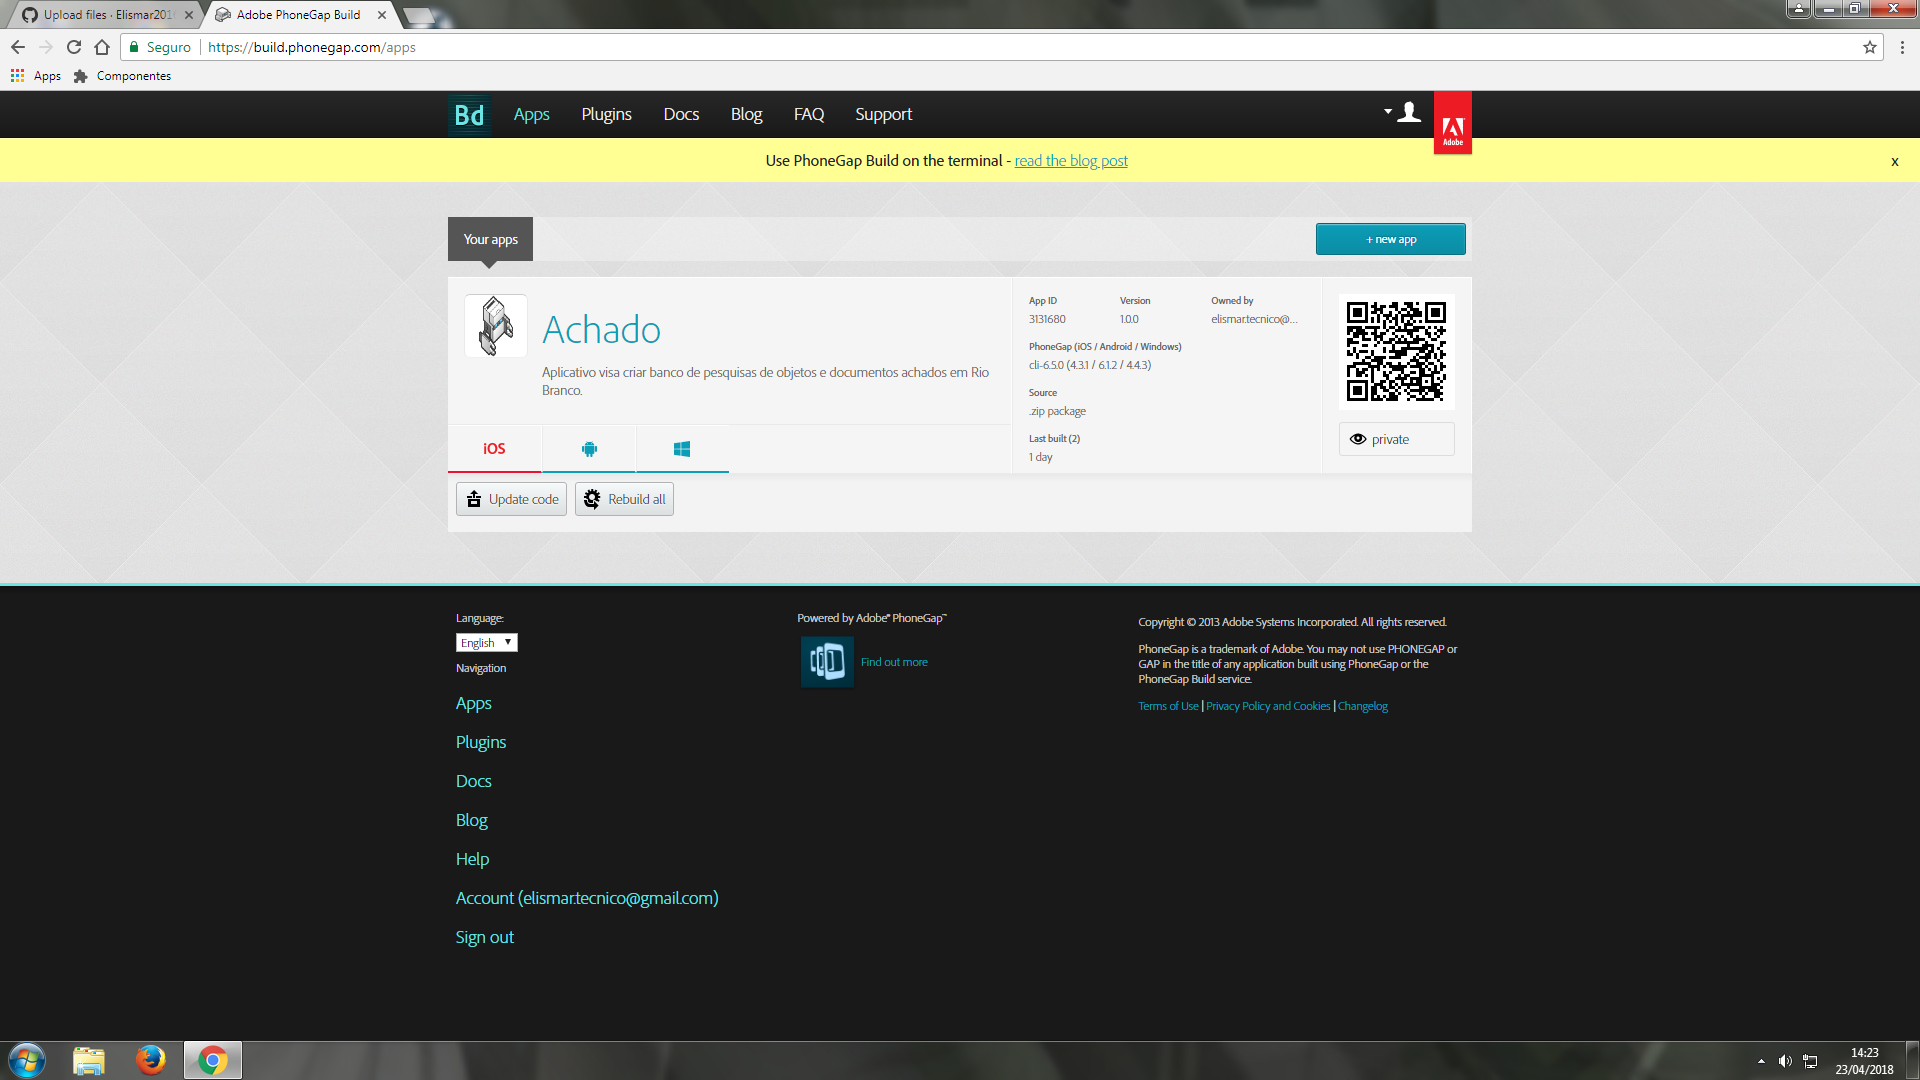 Upload files · Elismar201
Adobe PhoneGap Build
Seguro
https://build.phonegap.com/apps
Apps
Componentes
Bd
Apps
Plugins
Docs
Blog
FAQ
Support
Adobe
Use PhoneGap Build on the terminal - read the blog post
x
Your apps
+ new app
Achado
Aplicativo visa criar banco de pesquisas de objetos e documentos achados em Rio
Branco.
iOS
App ID
Version
Owned by
3131680
1.0.0
elismar.tecnico@...
PhoneGap (iOS / Android / Windows)
cli-6.5.0 (4.3.1 / 6.1.2 / 4.4.3)
Source
.zip package
Last built (2)
1 day
private
Update code
Rebuild all
Language:
English
Navigation
Apps
Plugins
Docs
Blog
Help
Account (elismar.tecnico@gmail.com)
Sign out
Powered by Adobe® PhoneGap™
Find out more
Copyright © 2013 Adobe Systems Incorporated. All rights reserved.
PhoneGap is a trademark of Adobe. You may not use PHONEGAP or
GAP in the title of any application built using PhoneGap or the
PhoneGap Build service.
Terms of Use | Privacy Policy and Cookies | Changelog
14:23
23/04/2018